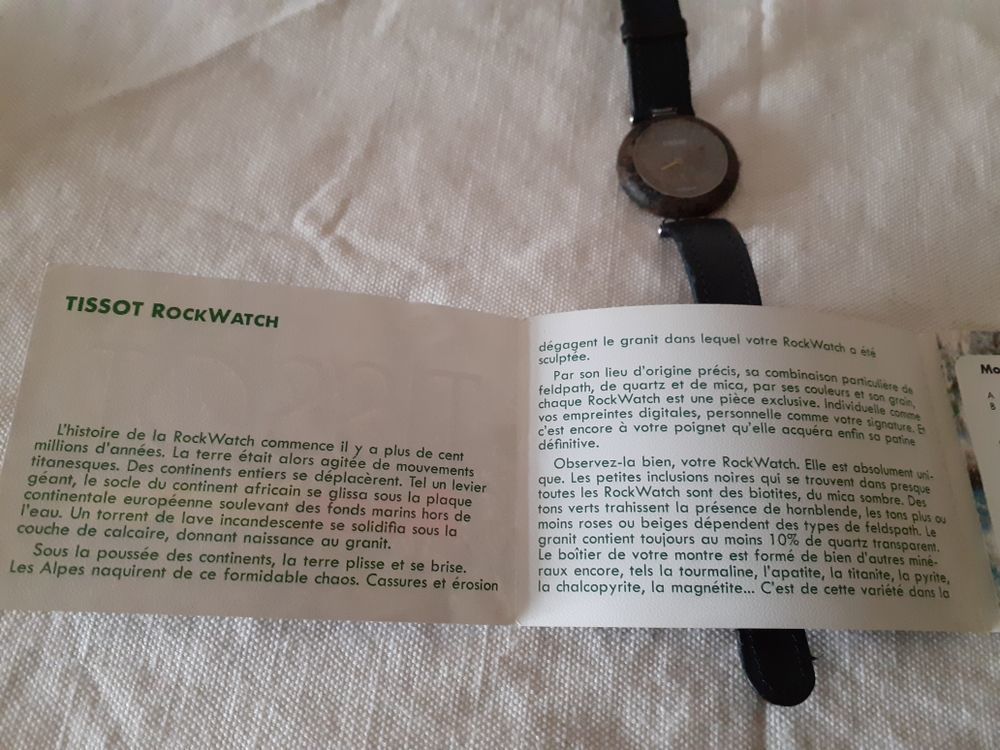 TISSOT ROCKWATCH
L'histoire de la RockWatch commence il y a plus de cent
millions d'années. La terre était alors agitée de mouvements
titanesques. Des continents entiers se déplacèrent. Tel un levier
géant, le socle du continent africain se glissa sous la plaque
continentale européenne soulevant des fonds marins hors de
l'eau. Un torrent de lave incandescente se solidifia sous la
couche de calcaire, donnant naissance au granit.
Sous la poussée des continents, la terre plisse et se brise.
Les Alpes naquirent de ce formidable chaos. Cassures et érosion
dégagent le granit dans lequel votre RockWatch a été
sculptée.
Par son lieu d'origine précis, sa combinaison particulière de
feldpath, de quartz et de mica, par ses couleurs et son grain,
chaque RockWatch est une pièce exclusive. Individuelle comme
vos empreintes digitales, personnelle comme votre signature. Et
c'est encore à votre poignet qu'elle acquéra enfin sa patine
définitive.
Observez-la bien, votre RockWatch. Elle est absolument uni-
que. Les petites inclusions noires qui se trouvent dans presque
toutes les RockWatch sont des biotites, du mica sombre. Des
tons verts trahissent la présence de hornblende, les tons plus ou
moins roses ou beiges dépendent des types de feldspath. Le
granit contient toujours au moins 10% de quartz transparent.
Le boîtier de votre montre est formé de bien d'autres miné-
raux encore, tels la tourmaline, l'apatite, la titanite, la pyrite,
la chalcopyrite, la magnétite... C'est de cette variété dans la
Mo
A
B